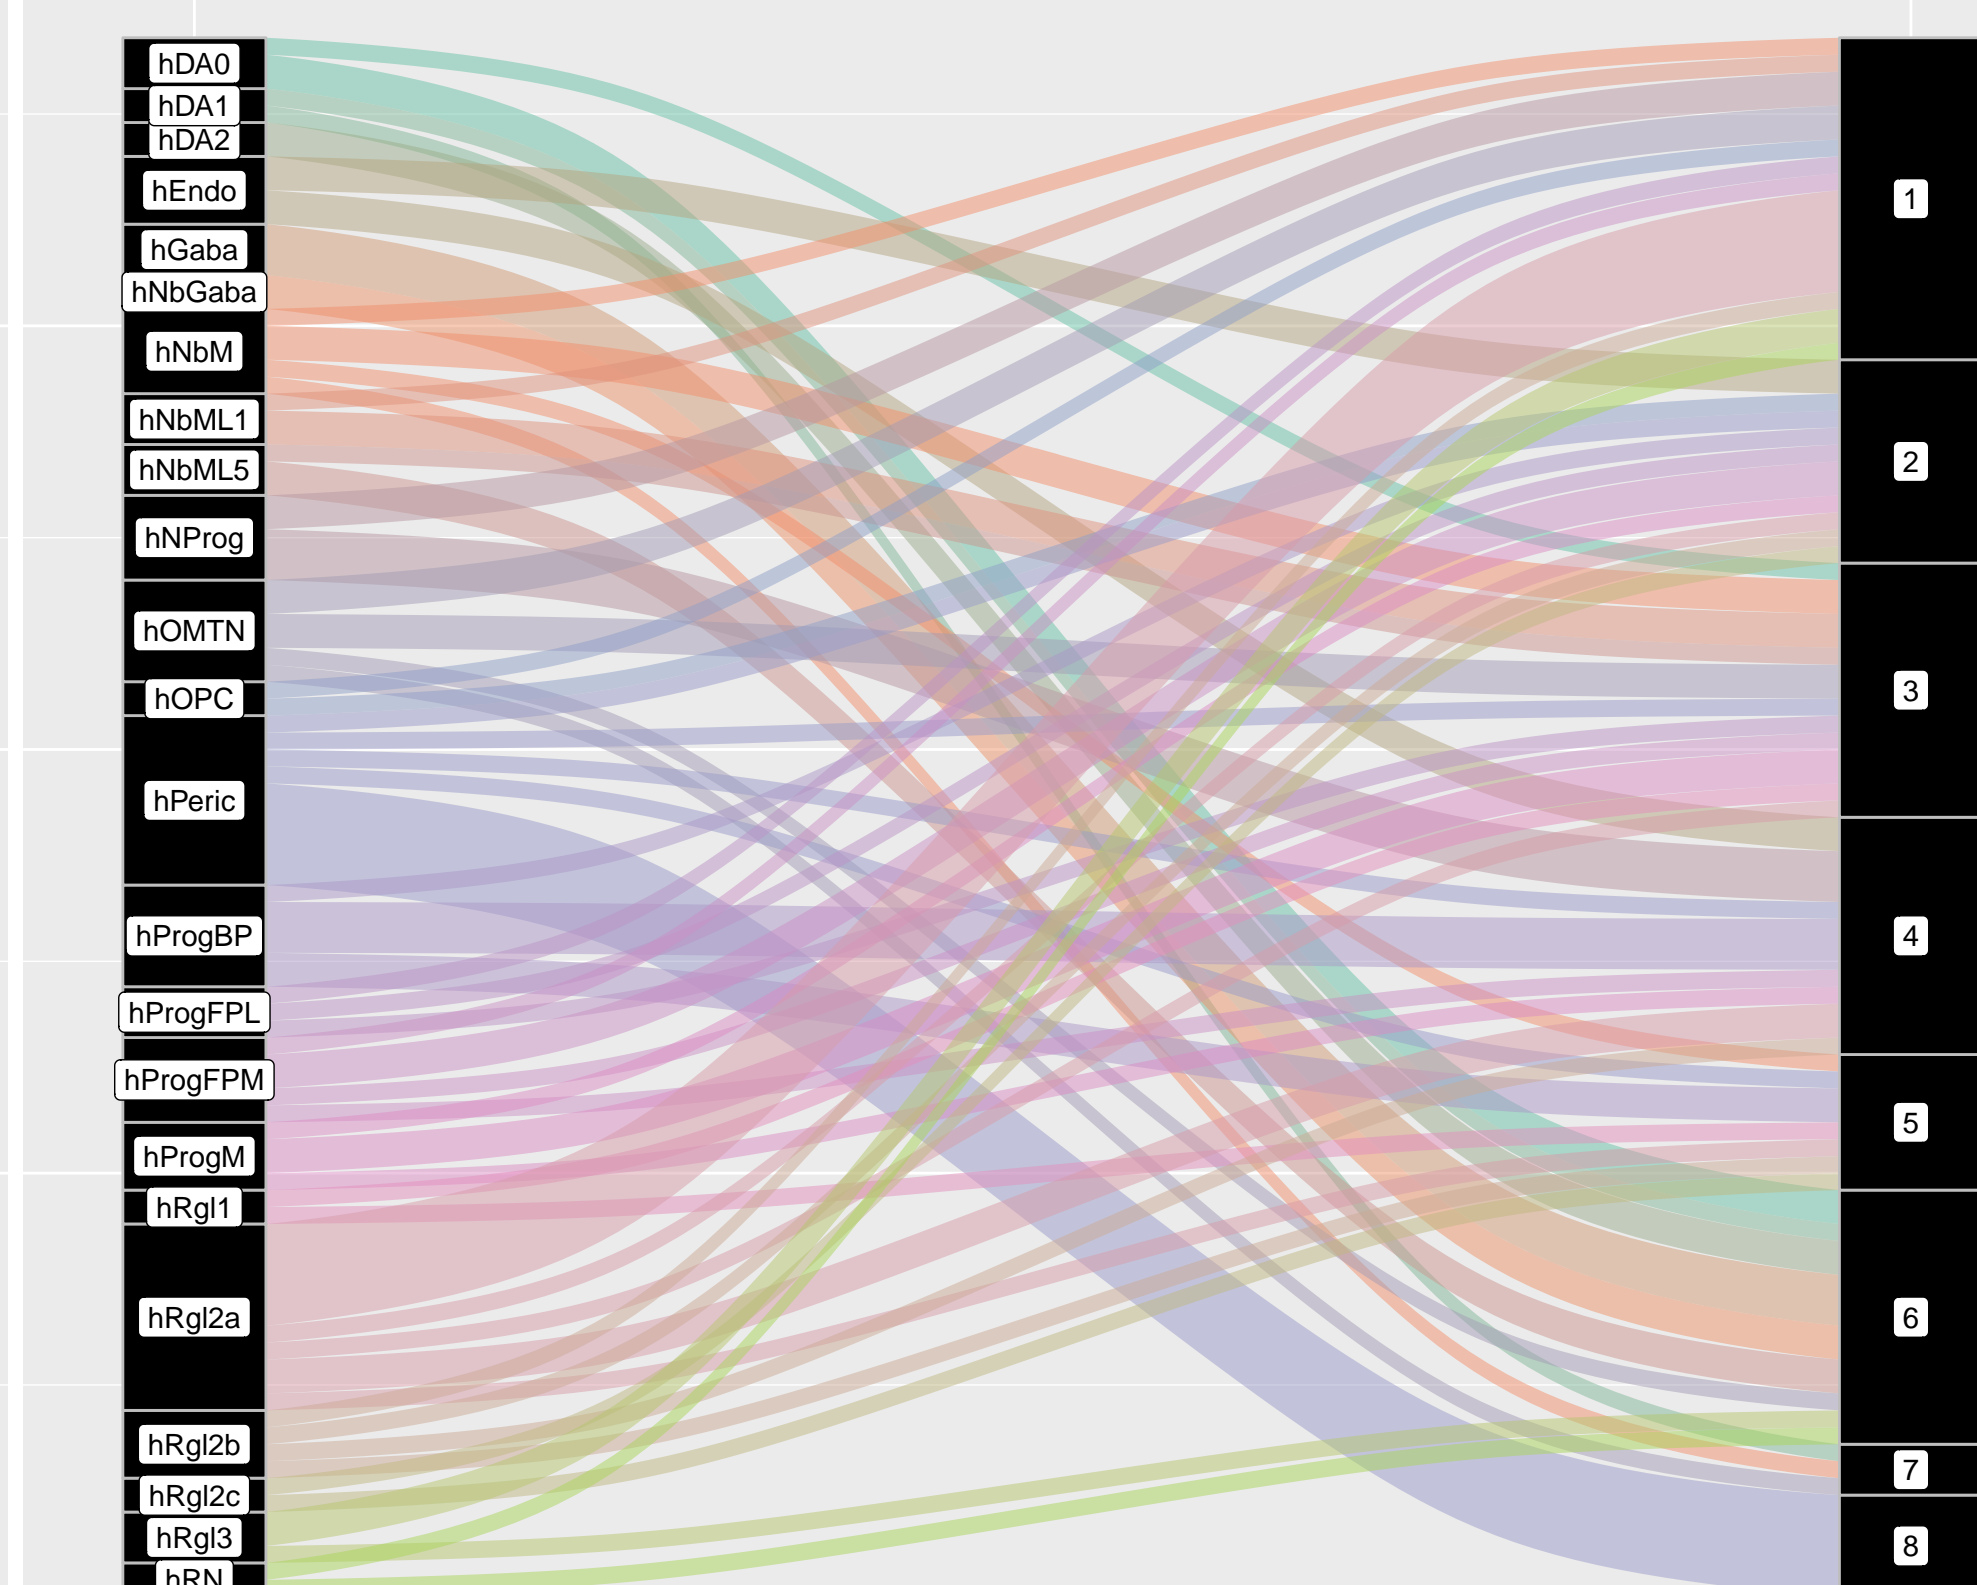 hDA0
hDA1
hDA2
hEndo
hGaba
hNbGaba
hNbM
hNbML1
hNbML5
hNProg
hOMTN
hOPC
hPeric
hProgBP
hProgFPL
hProgFPM
hProgM
hRgl1
hRgl2a
hRgl2b
hRgl2c
hRgl3
hRN
1
2
3
4
5
6
7
8